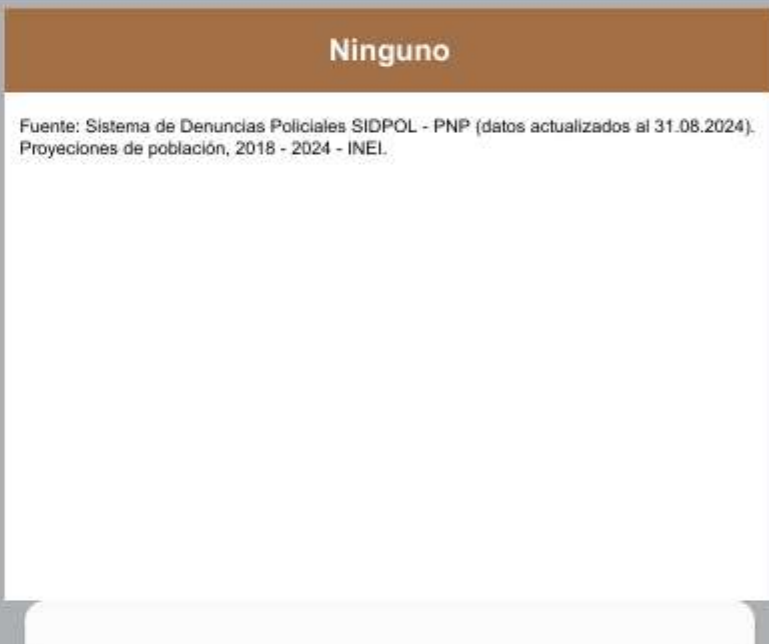 Ninguno
Fuente: Sistema de Denuncias Policiales SIDPOL - PNP (datos actualizados al 31.08.2024).
Proyeciones de población, 2018 - 2024 - INEI.